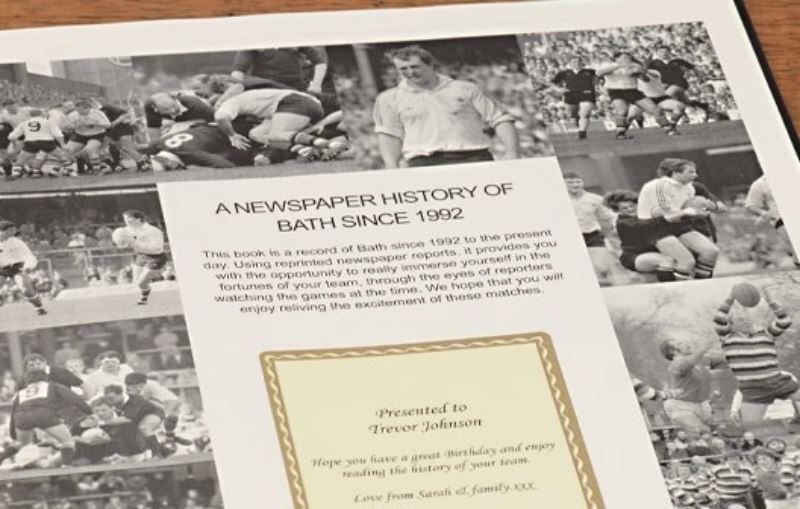 A NEWSPAPER HISTORY OF
BATH SINCE 1992
This book is a record of Bath since 1992 to the present
day. Using reprinted newspaper reports, it provides you
with the opportunity to really immerse yourself in the
fortunes of your team, through the eyes of reporters
watching the games at the time. We hope that you will
enjoy reliving the excitement of these matches.
Presented to
Trevor Johnson
Hope you have a great Birthday and enjoy
reading the history of your team.
Love from Sarah & family.xxx
9
8